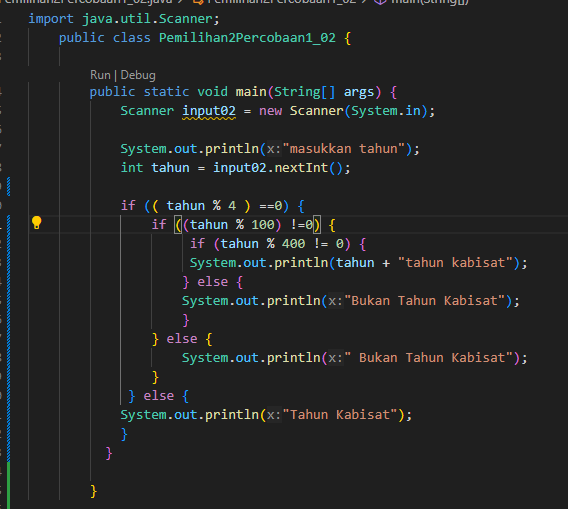 Pemilihan2Percobaan1_02.java > Pemilihan2Percobaan1_02 > main(String[])
import java.util.Scanner;
public class Pemilihan2Percobaan1_02 {
Run | Debug
public static void main(String[] args) {
Scanner input02 = new Scanner(System.in);
System.out.println(x:"masukkan tahun");
int tahun = input02.nextInt();
if (( tahun % 4 ) ==0) {
if ((tahun % 100) !=0) {
if (tahun % 400 != 0) {
System.out.println(tahun + "tahun kabisat");
} else {
System.out.println(x:"Bukan Tahun Kabisat");
}
} else {
System.out.println(x:" Bukan Tahun Kabisat");
}
} else {
System.out.println(x:"Tahun Kabisat");
}
}
}